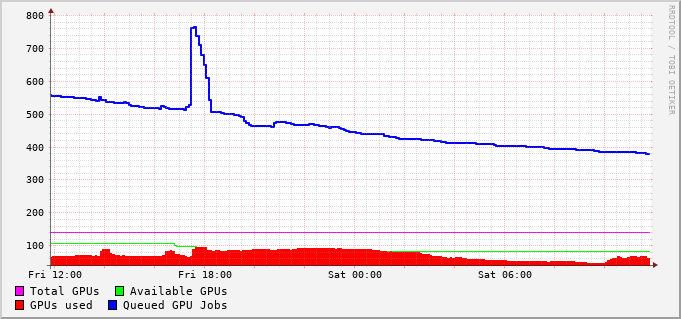 RRDTOOL / TOBI OETIKER
800
700
600
500
400
300
200
100
Fri 12:00 Fri 18:00 Sat 00:00 Sat 06:00
Total GPUs Available GPUs
GPUs used Queued GPU Jobs